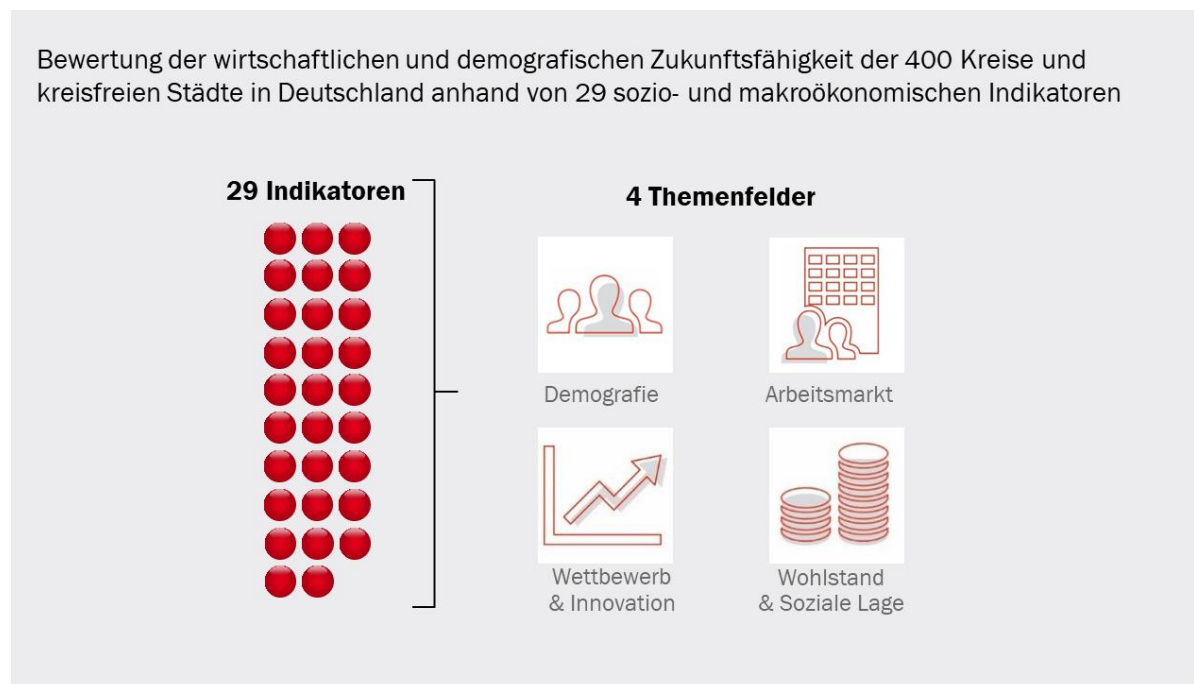 Bewertung der wirtschaftlichen und demografischen Zukunftsfähigkeit der 400 Kreise und
kreisfreien Städte in Deutschland anhand von 29 sozio- und makroökonomischen Indikatoren
29 Indikatoren
4 Themenfelder
Demografie
Arbeitsmarkt
Wettbewerb
& Innovation
Wohlstand
& Soziale Lage